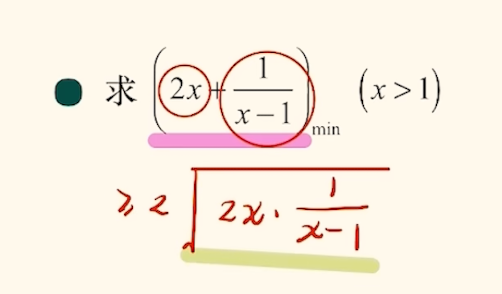 求 (2x + 1/(x-1))min (x>1)
≥ 2√(2x · 1/(x-1))